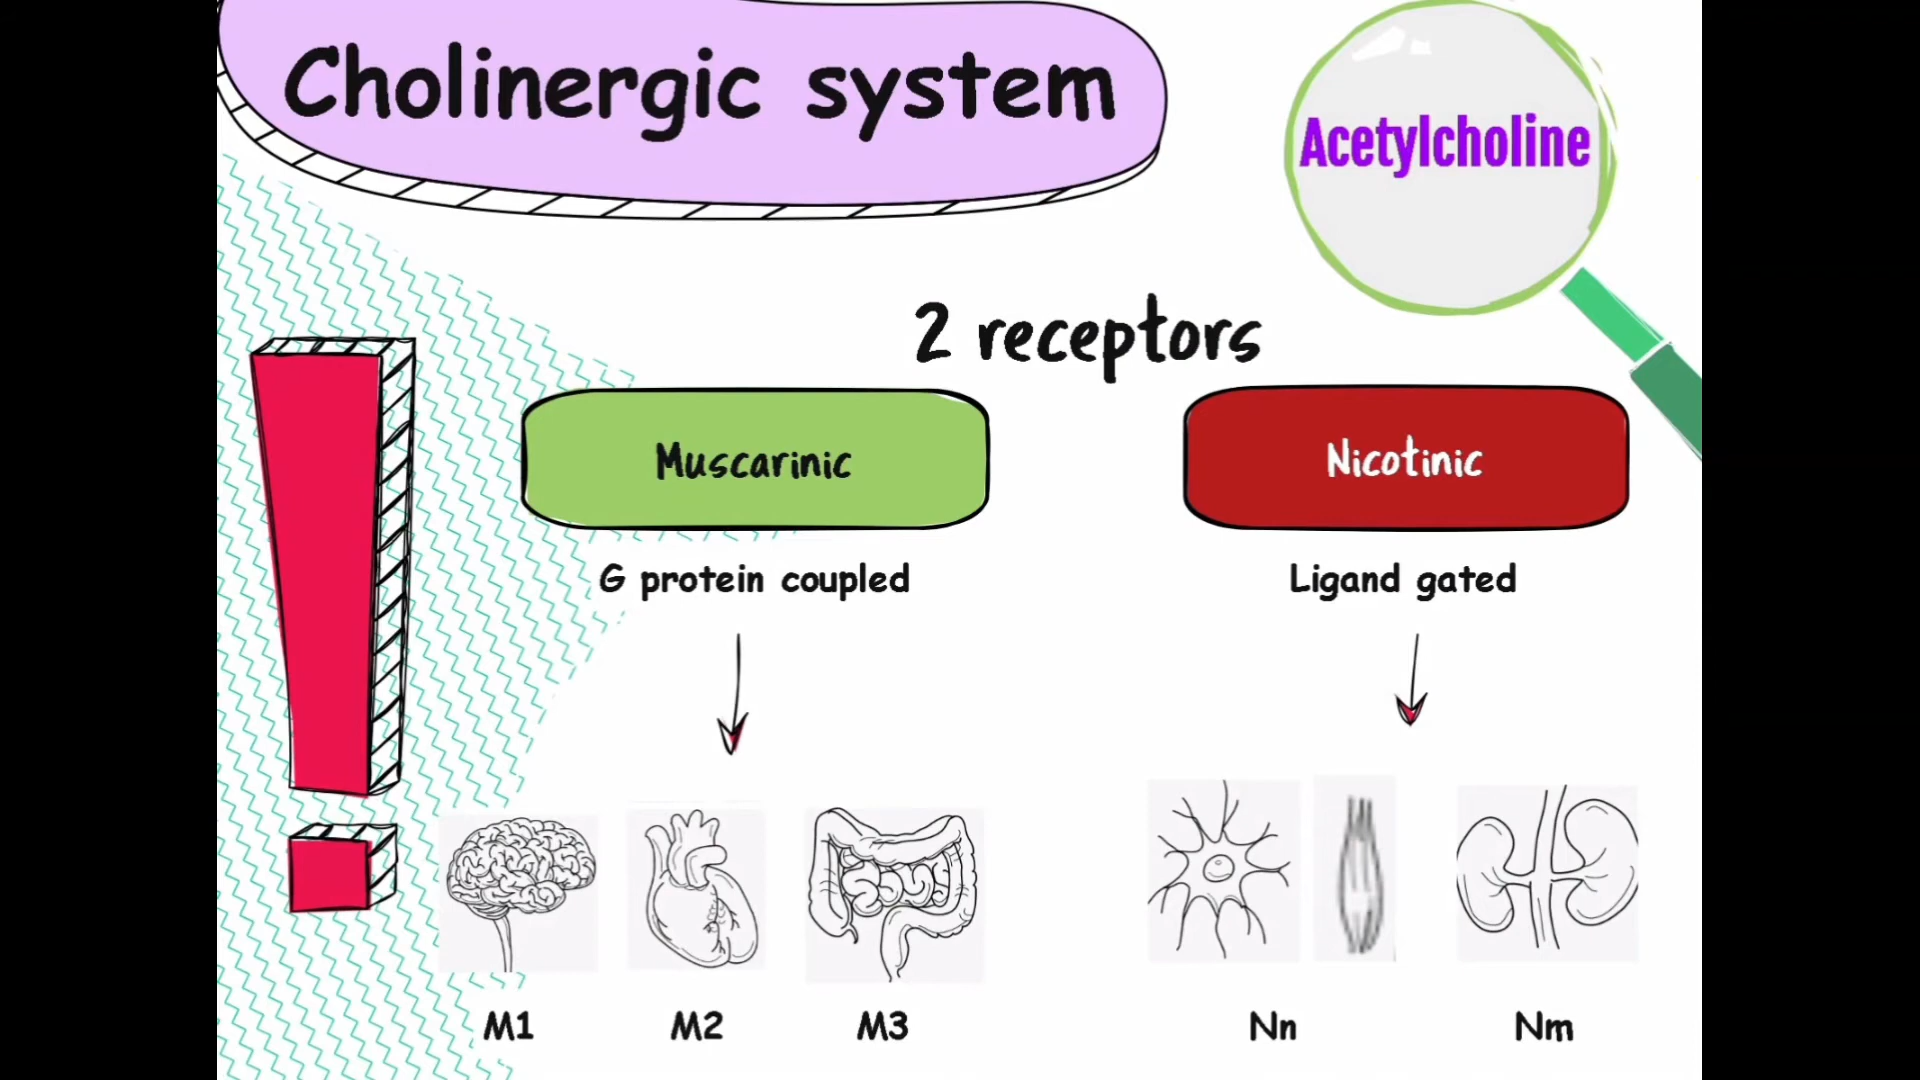 Cholinergic system
Acetylcholine
2 receptors
Muscarinic
Nicotinic
G protein coupled
Ligand gated
M1
M2
M3
Nn
Nm